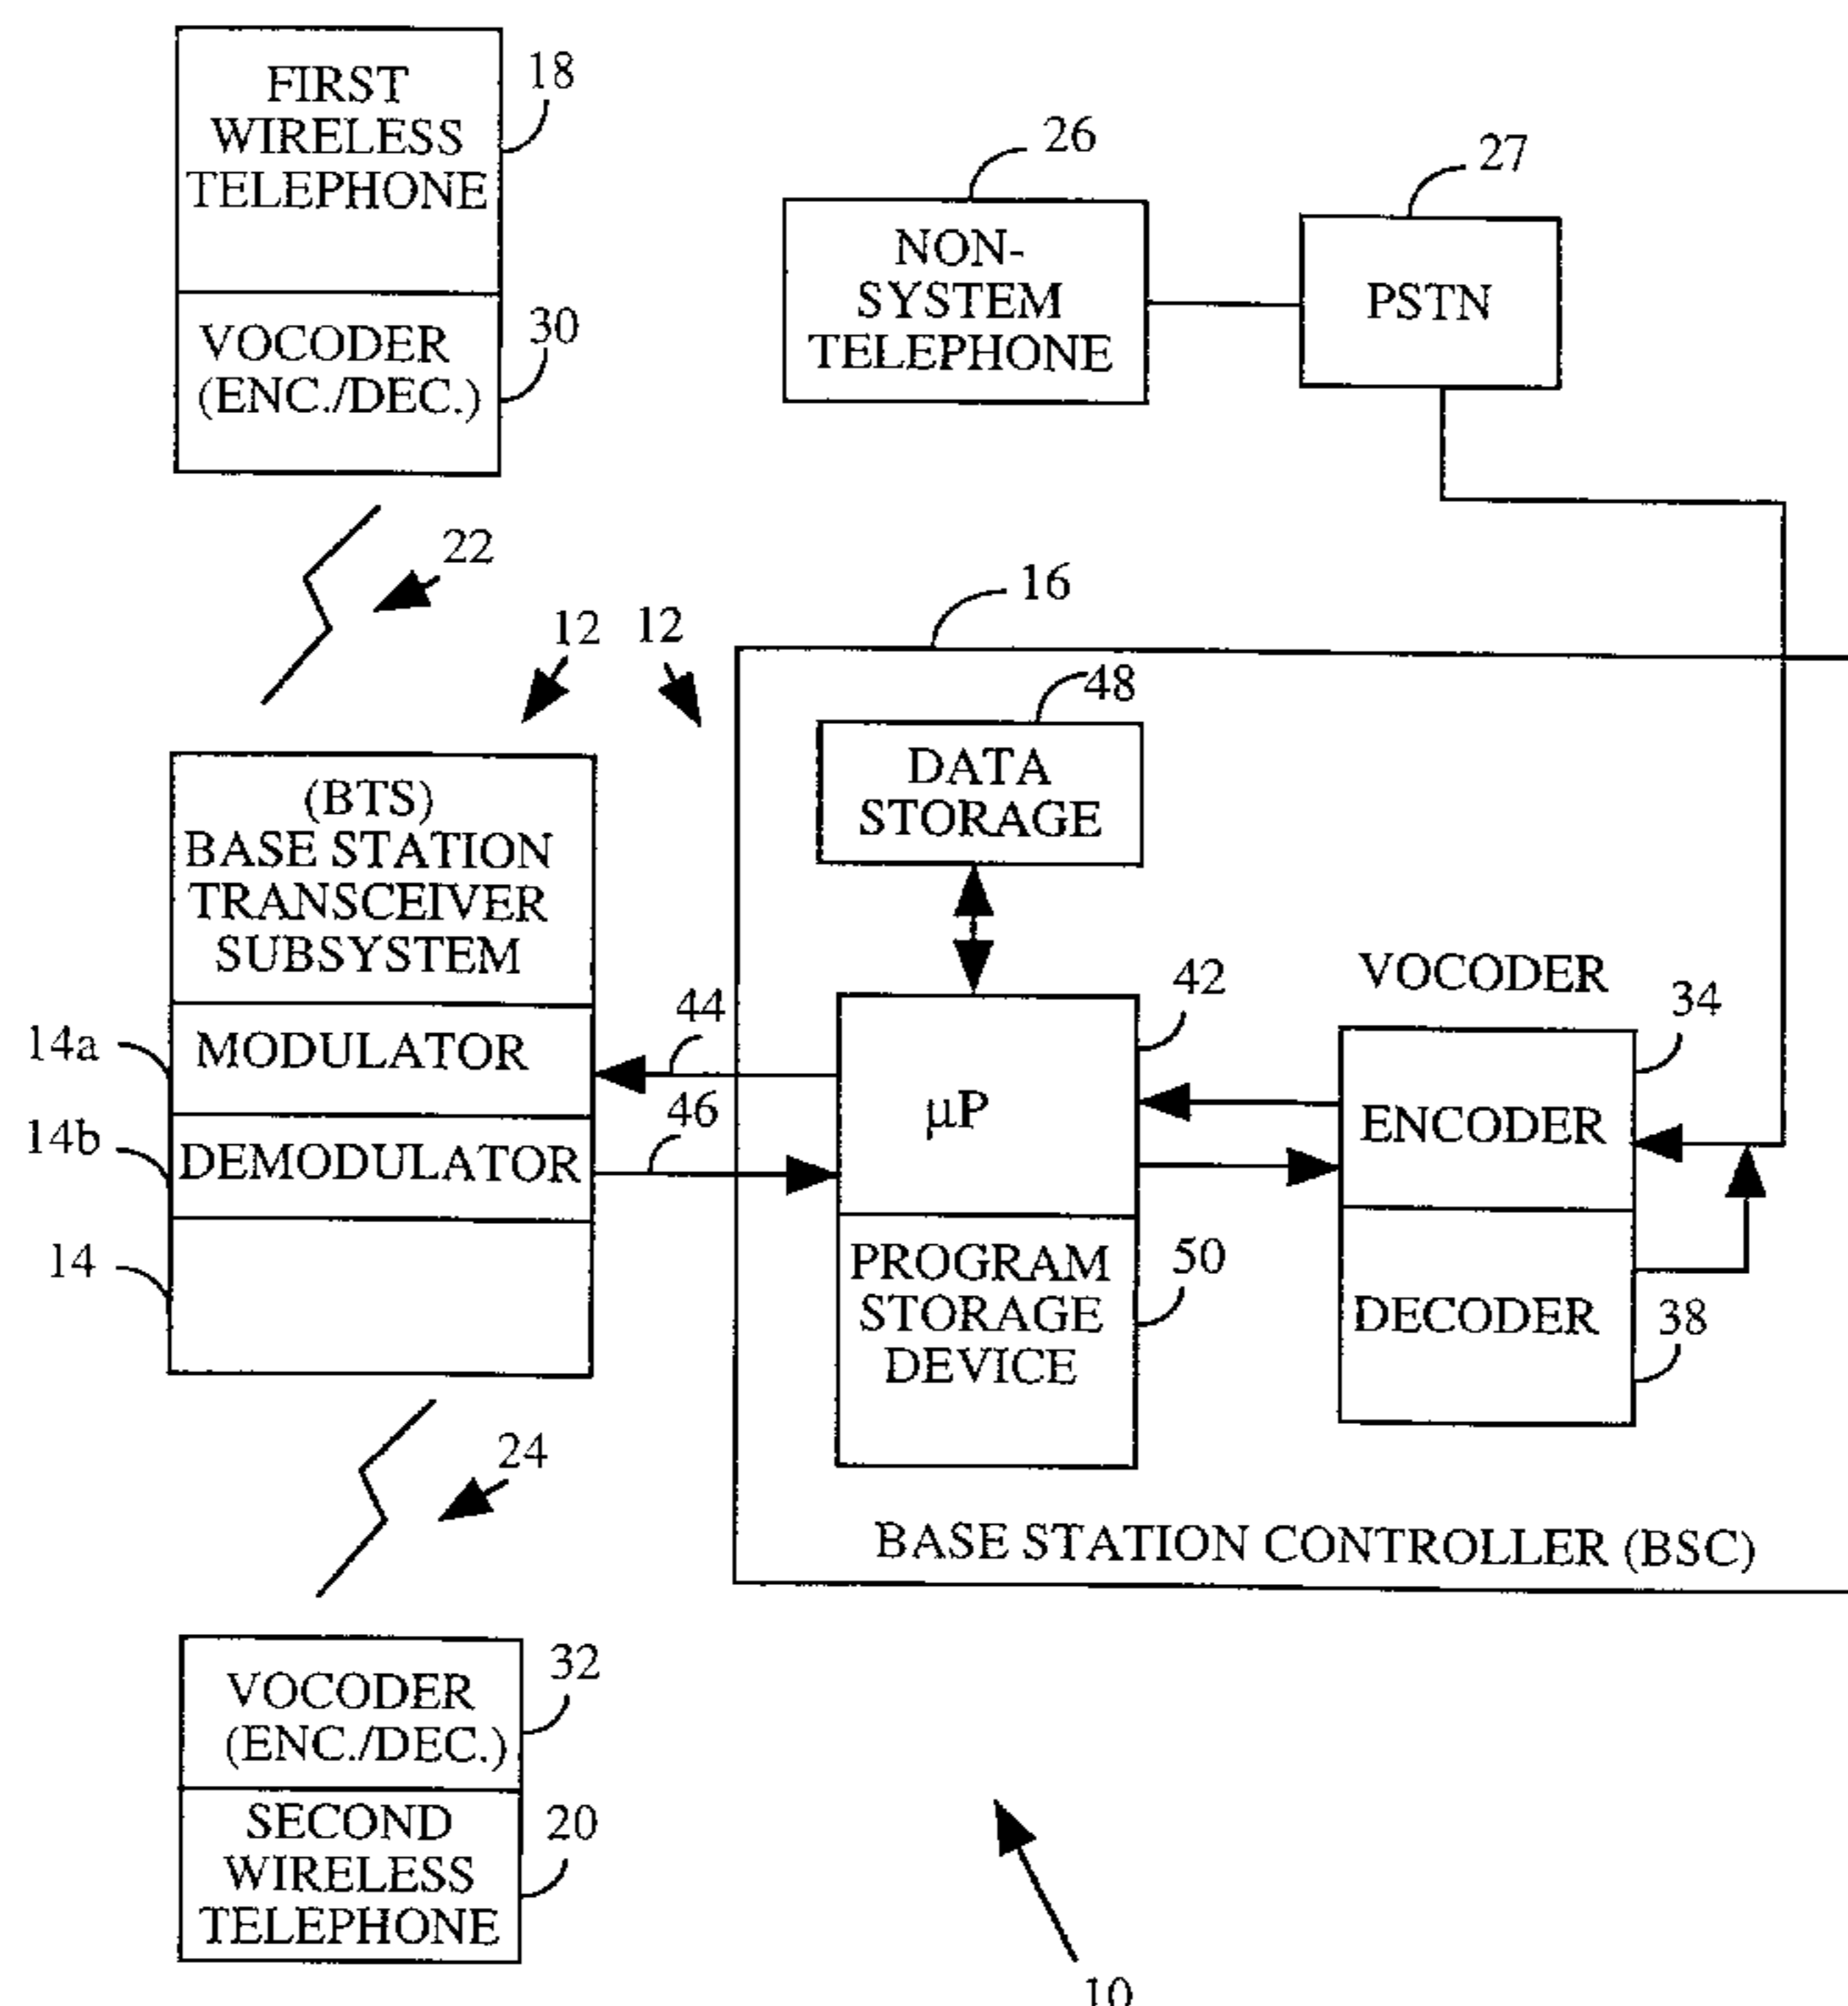 FIRST
WIRELESS
TELEPHONE
18
VOCODER
(ENC./DEC.)
30
26
NON-
SYSTEM
TELEPHONE
27
PSTN
22
12
12
16
(BTS)
BASE STATION
TRANSCEIVER
SUBSYSTEM
MODULATOR
14a
DEMODULATOR
14b
14
44
46
48
DATA
STORAGE
42
µP
PROGRAM
STORAGE
DEVICE
50
VOCODER
34
ENCODER
DECODER
38
BASE STATION CONTROLLER (BSC)
24
VOCODER
(ENC./DEC.)
32
SECOND
WIRELESS
TELEPHONE
20
10